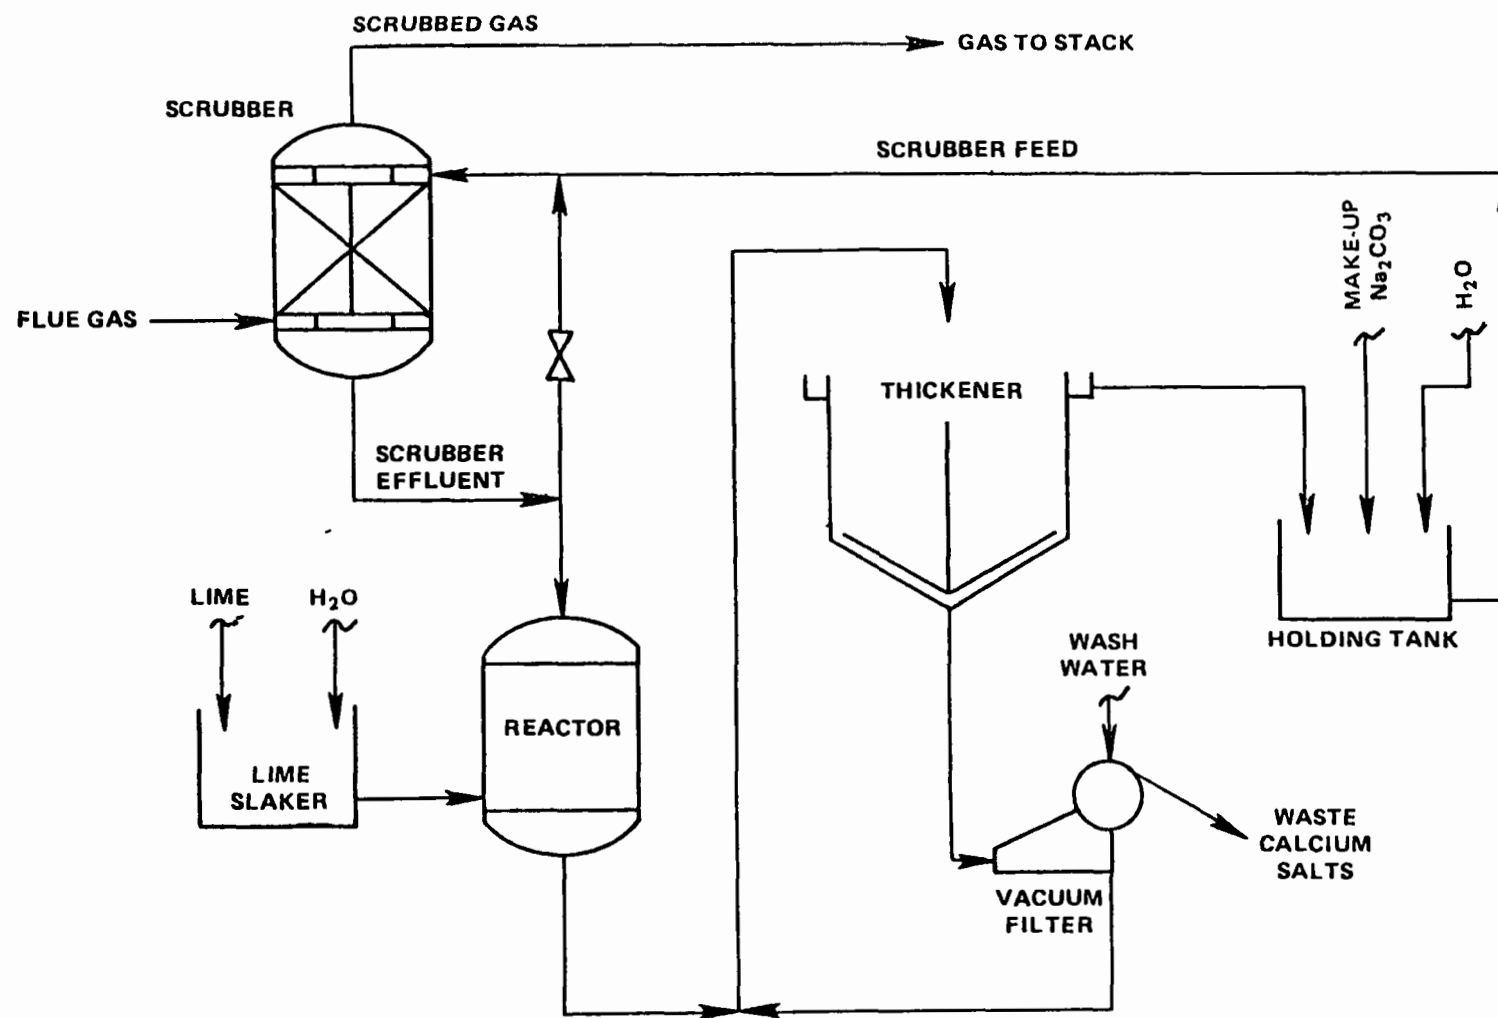 SCRUBBED GAS
GAS TO STACK
SCRUBBER
SCRUBBER FEED
MAKE-UP
Na₂CO₃
H₂O
FLUE GAS
THICKENER
SCRUBBER
EFFLUENT
LIME
H₂O
HOLDING TANK
WASH
WATER
REACTOR
LIME
SLAKER
WASTE
CALCIUM
SALTS
VACUUM
FILTER